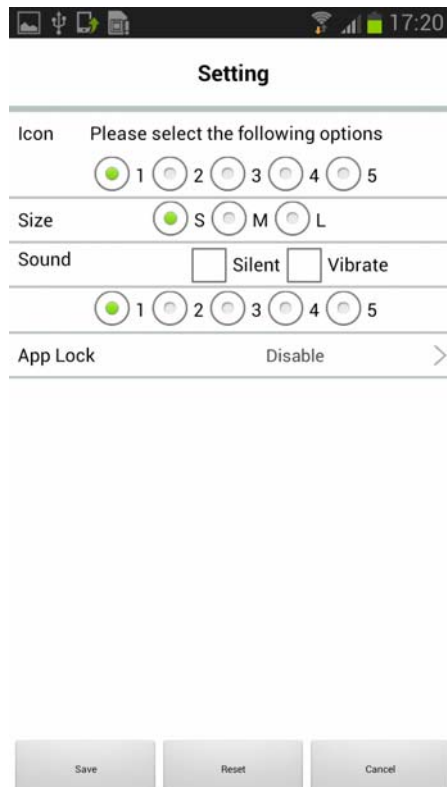 17:20
Setting
Icon Please select the following options
1 2 3 4 5
Size S M L
Sound Silent Vibrate
1 2 3 4 5
App Lock Disable
Save Reset Cancel